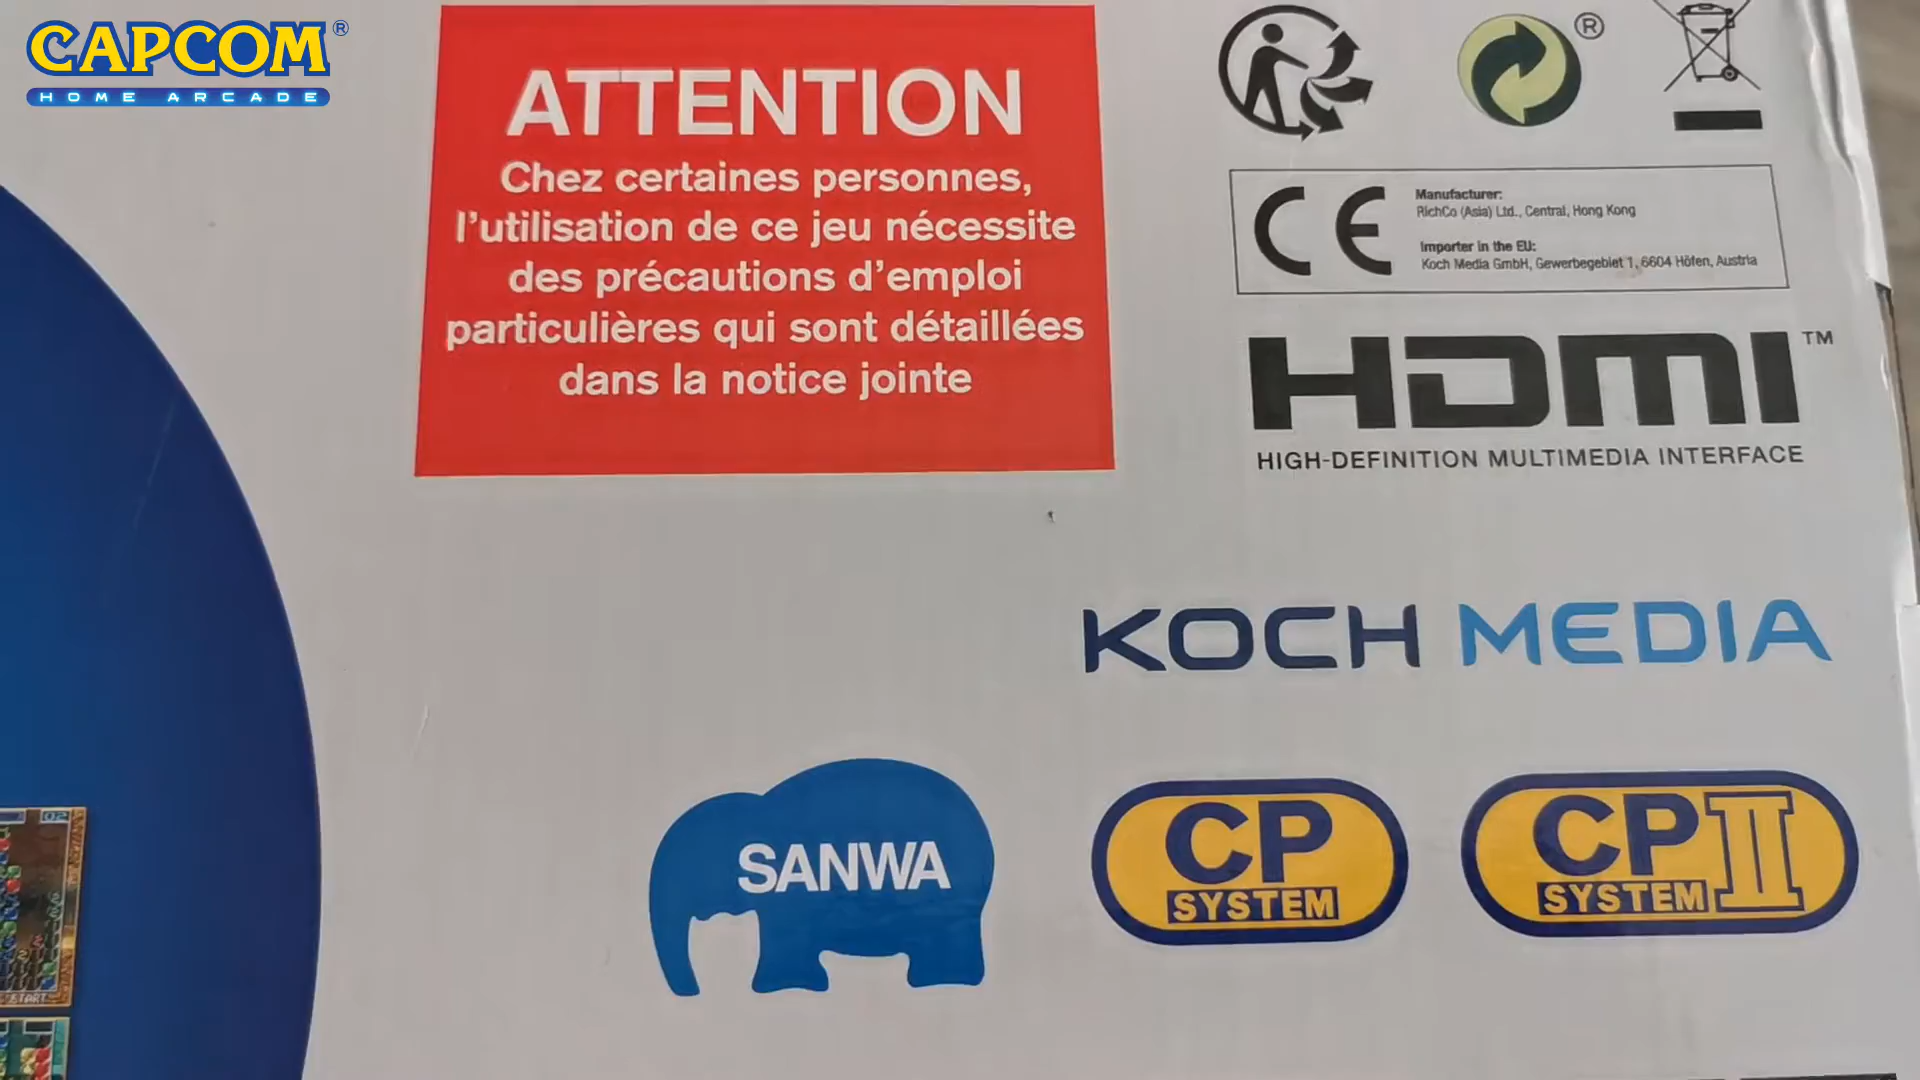 CAPCOM®
HOME ARCADE
ATTENTION
Chez certaines personnes,
l'utilisation de ce jeu nécessite
des précautions d'emploi
particulières qui sont détaillées
dans la notice jointe
®
CE
Manufacturer:
RichCo (Asia) Ltd., Central, Hong Kong
Importer in the EU:
Koch Media GmbH, Gewerbegebiet 1, 6604 Höfen, Austria
HDMI™
HIGH-DEFINITION MULTIMEDIA INTERFACE
KOCH MEDIA
SANWA
CP
SYSTEM
CP II
SYSTEM
START